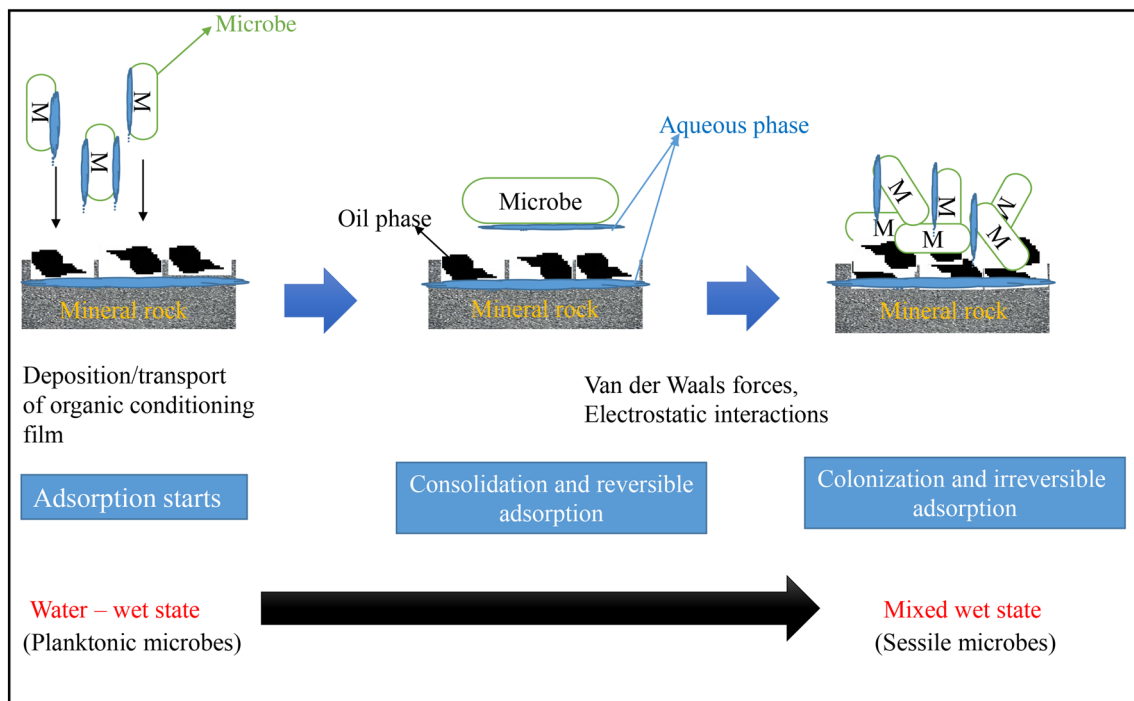 Microbe
M
M
M
Mineral rock
Deposition/transport
of organic conditioning
film
Adsorption starts
Water – wet state
(Planktonic microbes)
Aqueous phase
Microbe
Oil phase
Mineral rock
Van der Waals forces,
Electrostatic interactions
Consolidation and reversible
adsorption
M
M
M
M
M
M
Mineral rock
Colonization and irreversible
adsorption
Mixed wet state
(Sessile microbes)